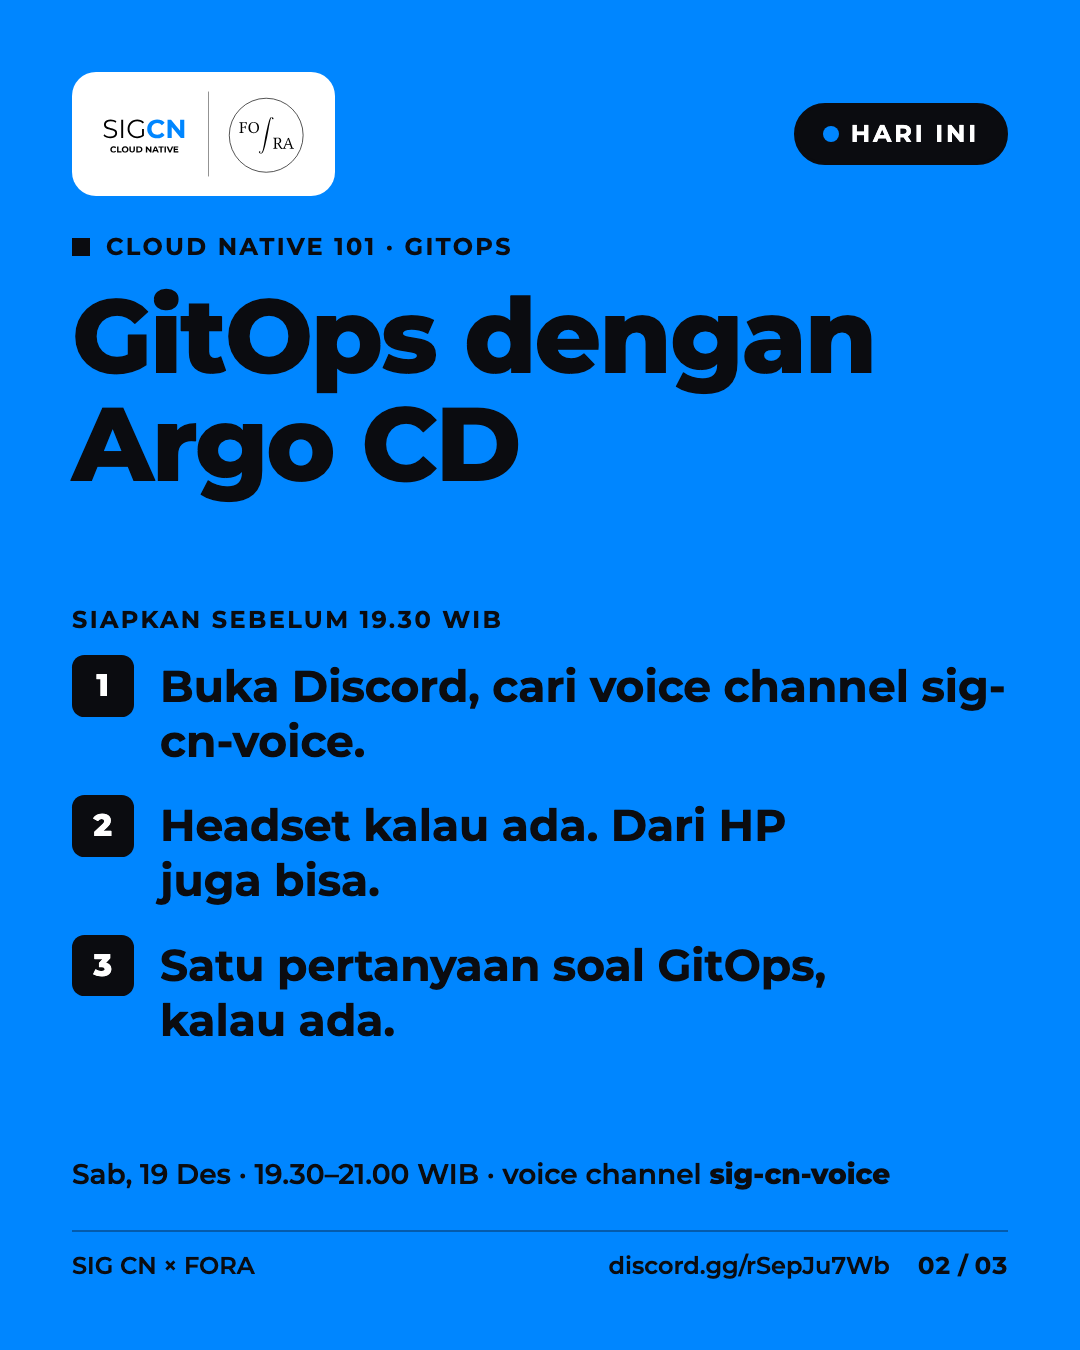 SIGCN
CLOUD NATIVE
FO
RA
HARI INI
CLOUD NATIVE 101 · GITOPS
GitOps dengan
Argo CD
SIAPKAN SEBELUM 19.30 WIB
1
Buka Discord, cari voice channel sig-
cn-voice.
2
Headset kalau ada. Dari HP
juga bisa.
3
Satu pertanyaan soal GitOps,
kalau ada.
Sab, 19 Des · 19.30–21.00 WIB · voice channel sig-cn-voice
SIG CN × FORA
discord.gg/rSepJu7Wb 02 / 03